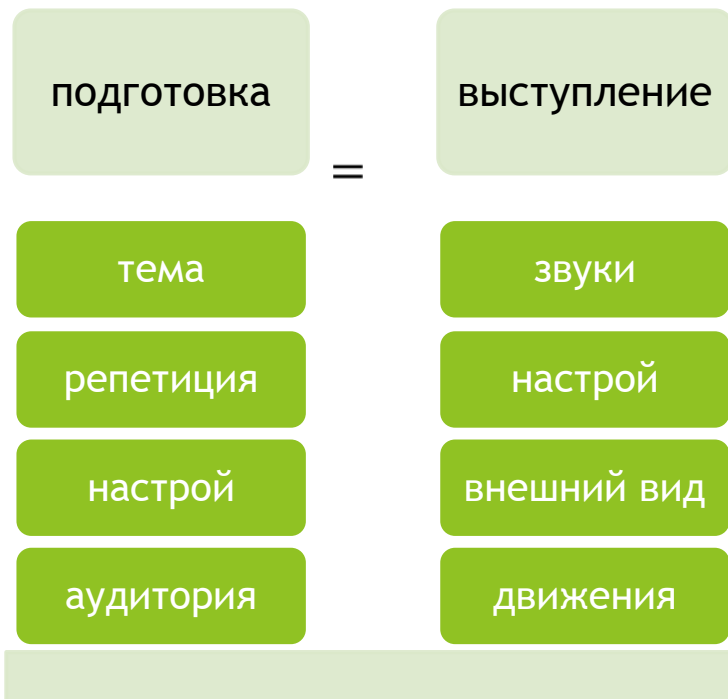 подготовка
выступление
=
тема
звуки
репетиция
настрой
настрой
внешний вид
аудитория
движения